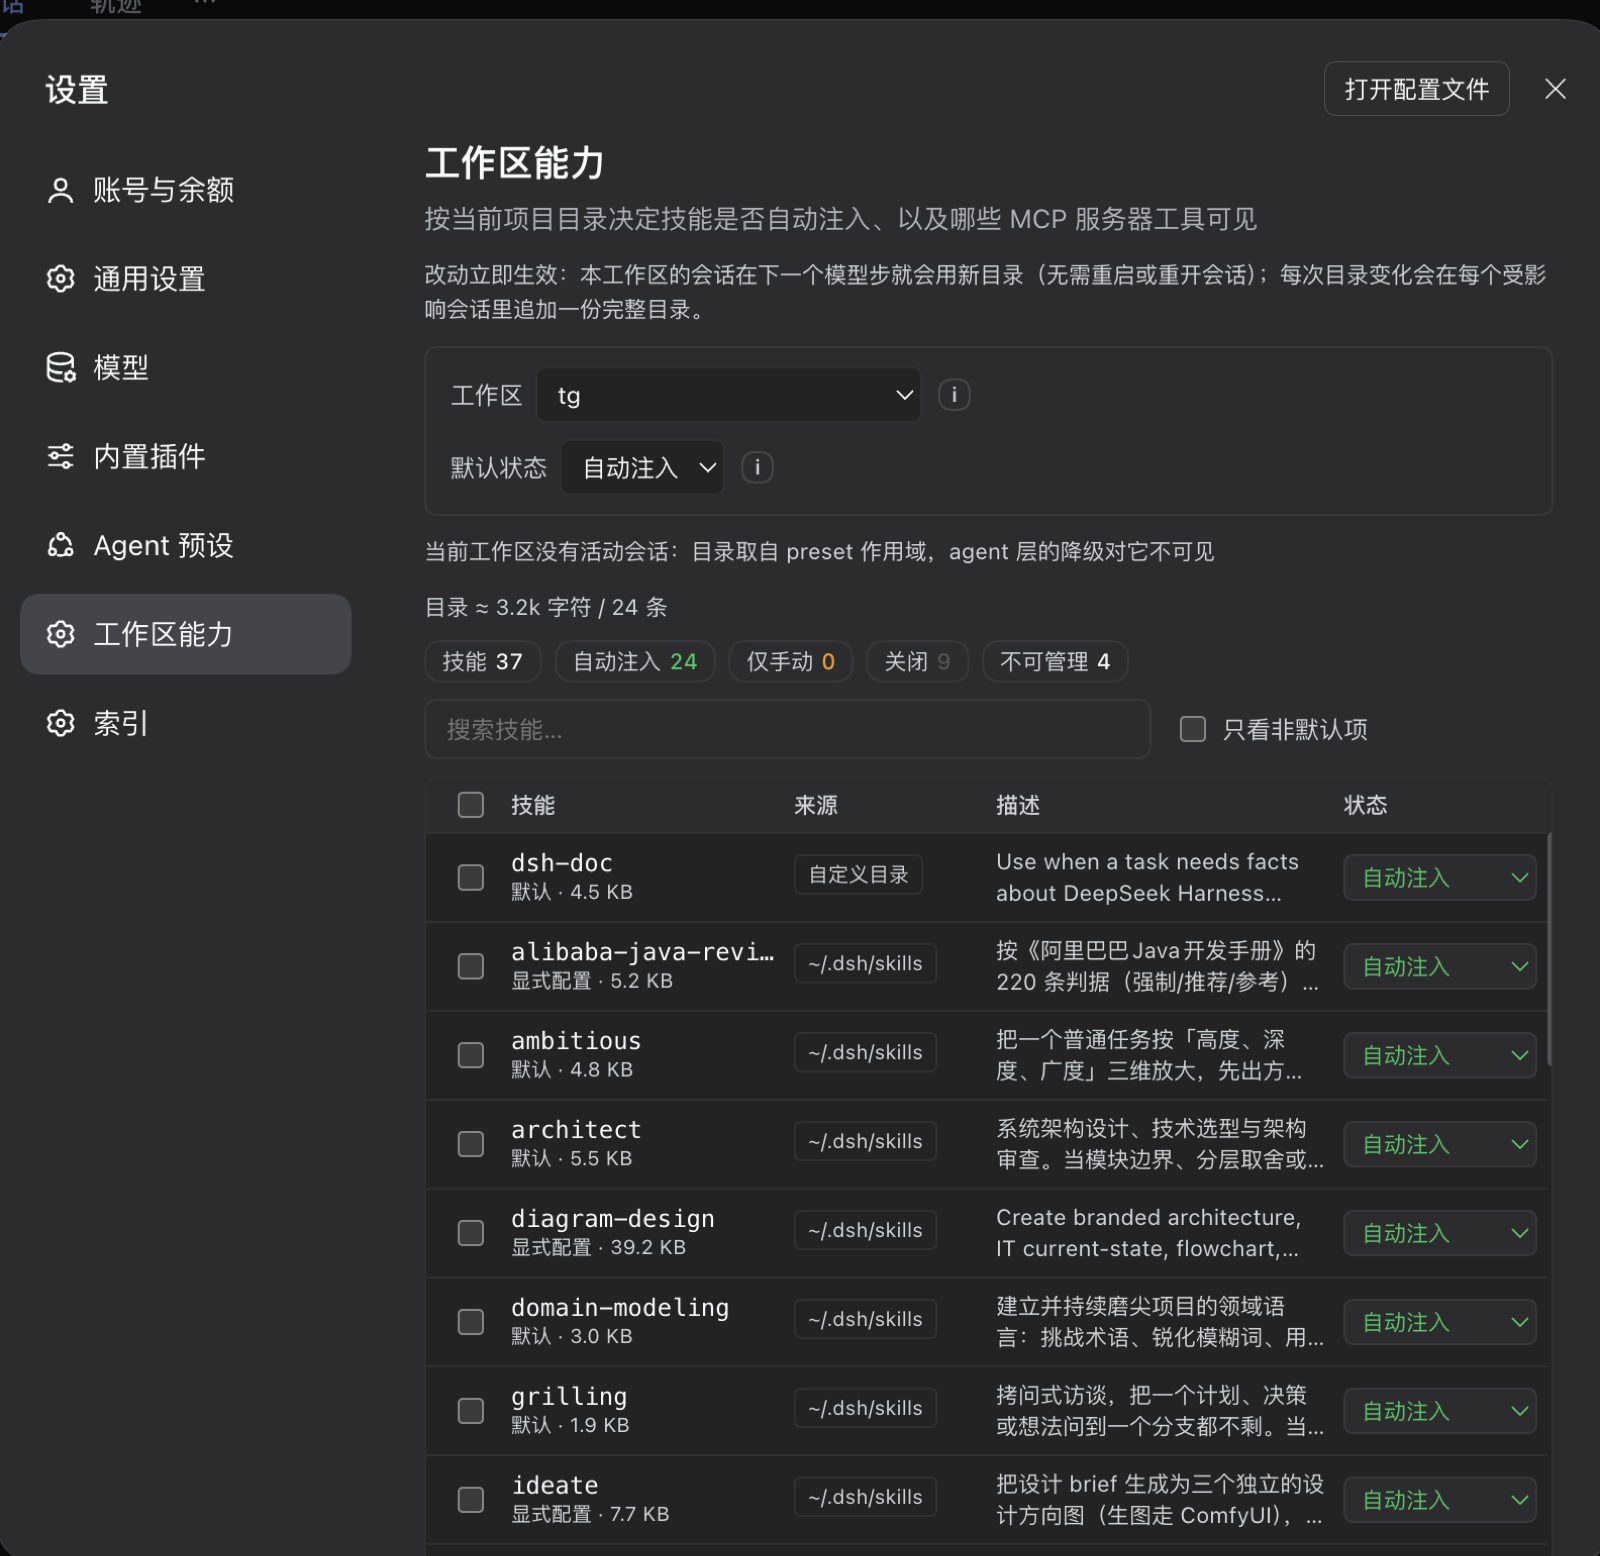 轨迹
设置
打开配置文件
账号与余额
通用设置
模型
内置插件
Agent 预设
工作区能力
索引
工作区能力
按当前项目目录决定技能是否自动注入、以及哪些 MCP 服务器工具可见
改动立即生效：本工作区的会话在下一个模型步就会用新目录（无需重启或重开会话）；每次目录变化会在每个受影
响会话里追加一份完整目录。
工作区 tg i
默认状态 自动注入 i
当前工作区没有活动会话：目录取自 preset 作用域，agent 层的降级对它不可见
目录 ≈ 3.2k 字符 / 24 条
技能 37 自动注入 24 仅手动 0 关闭 9 不可管理 4
搜索技能...
只看非默认项
技能 来源 描述 状态
dsh-doc
默认 · 4.5 KB
自定义目录
Use when a task needs facts
about DeepSeek Harness...
自动注入
alibaba-java-revi...
显式配置 · 5.2 KB
~/.dsh/skills
按《阿里巴巴Java开发手册》的
220 条判据（强制/推荐/参考）...
自动注入
ambitious
默认 · 4.8 KB
~/.dsh/skills
把一个普通任务按「高度、深
度、广度」三维放大，先出方...
自动注入
architect
默认 · 5.5 KB
~/.dsh/skills
系统架构设计、技术选型与架构
审查。当模块边界、分层取舍或...
自动注入
diagram-design
显式配置 · 39.2 KB
~/.dsh/skills
Create branded architecture,
IT current-state, flowchart,...
自动注入
domain-modeling
默认 · 3.0 KB
~/.dsh/skills
建立并持续磨尖项目的领域语
言：挑战术语、锐化模糊词、用...
自动注入
grilling
默认 · 1.9 KB
~/.dsh/skills
拷问式访谈，把一个计划、决策
或想法问到一个分支都不剩。当...
自动注入
ideate
显式配置 · 7.7 KB
~/.dsh/skills
把设计 brief 生成为三个独立的设
计方向图（生图走 ComfyUI），...
自动注入